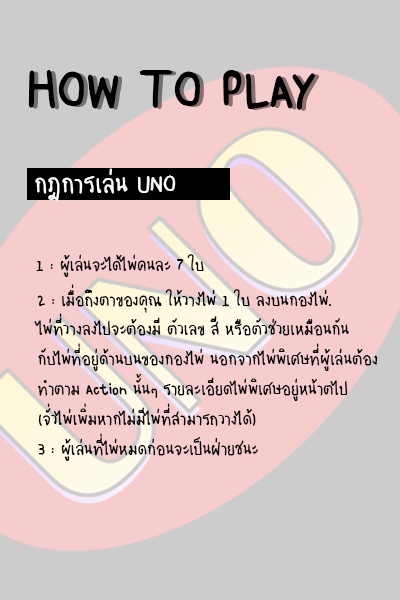 HOW TO PLAY
กฎการเล่น UNO
1 : ผู้เล่นจะได้ไพ่คนละ 7 ใบ
2 : เมื่อถึงตาของคุณ ให้วางไพ่ 1 ใบ ลงบนกองไพ่.
ไพ่ที่วางลงไปจะต้องมี ตัวเลข สี หรือตัวช่วยเหมือนกัน
กับไพ่ที่อยู่ด้านบนของกองไพ่ นอกจากไพ่พิเศษที่ผู้เล่นต้อง
ทำตาม Action นั้นๆ รายละเอียดไพ่พิเศษอยู่หน้าถัดไป
(จั่วไพ่เพิ่มหากไม่มีไพ่ที่สามารถวางได้)
3 : ผู้เล่นที่ไพ่หมดก่อนจะเป็นฝ่ายชนะ
UNO